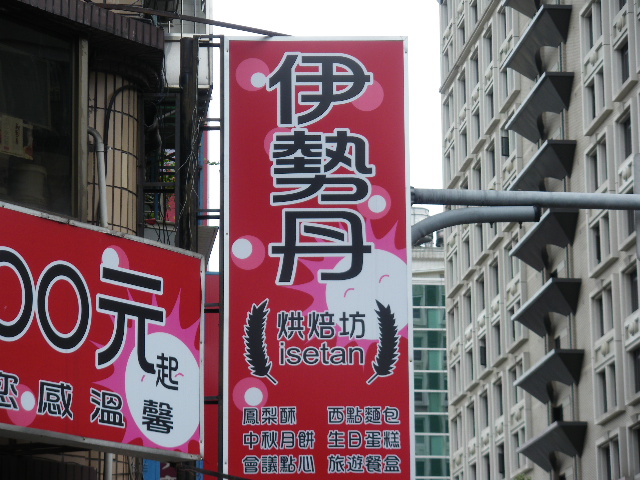 伊勢丹
烘焙坊
isetan
鳳梨酥 西點麵包
中秋月餅 生日蛋糕
會議點心 旅遊餐盒
00元起
您感溫馨